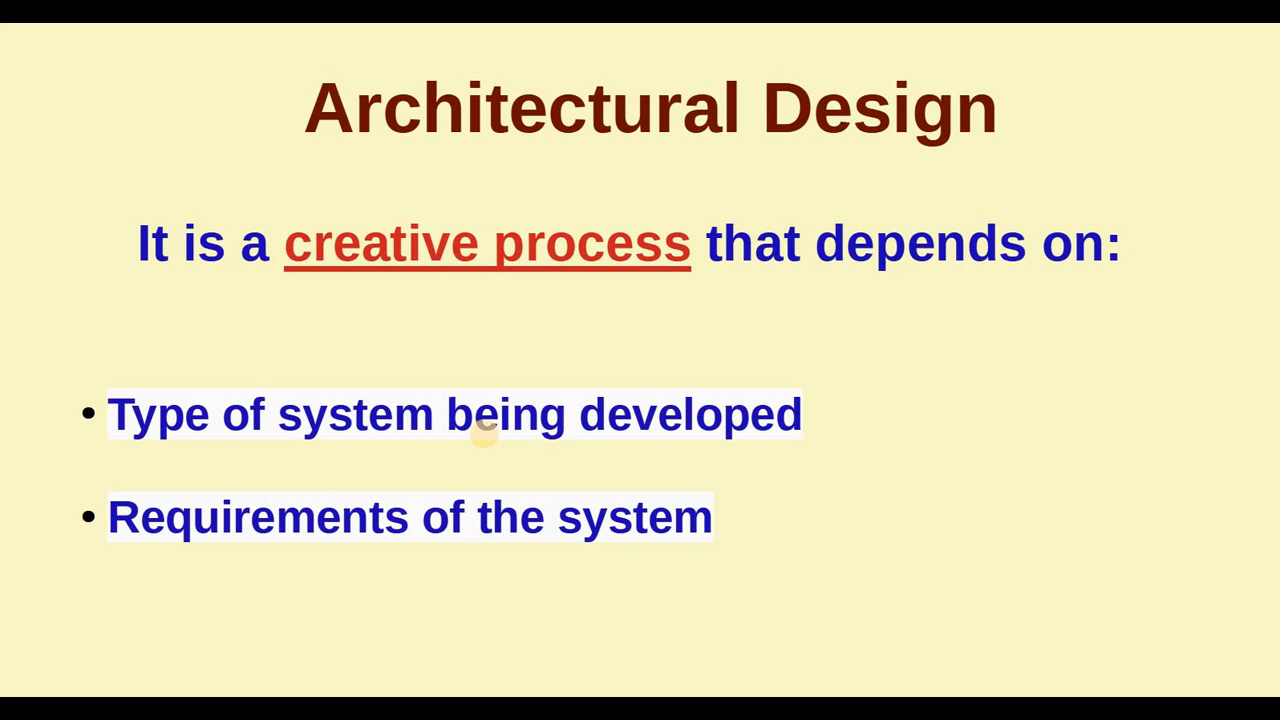 Architectural Design
It is a creative process that depends on:
• Type of system being developed
• Requirements of the system